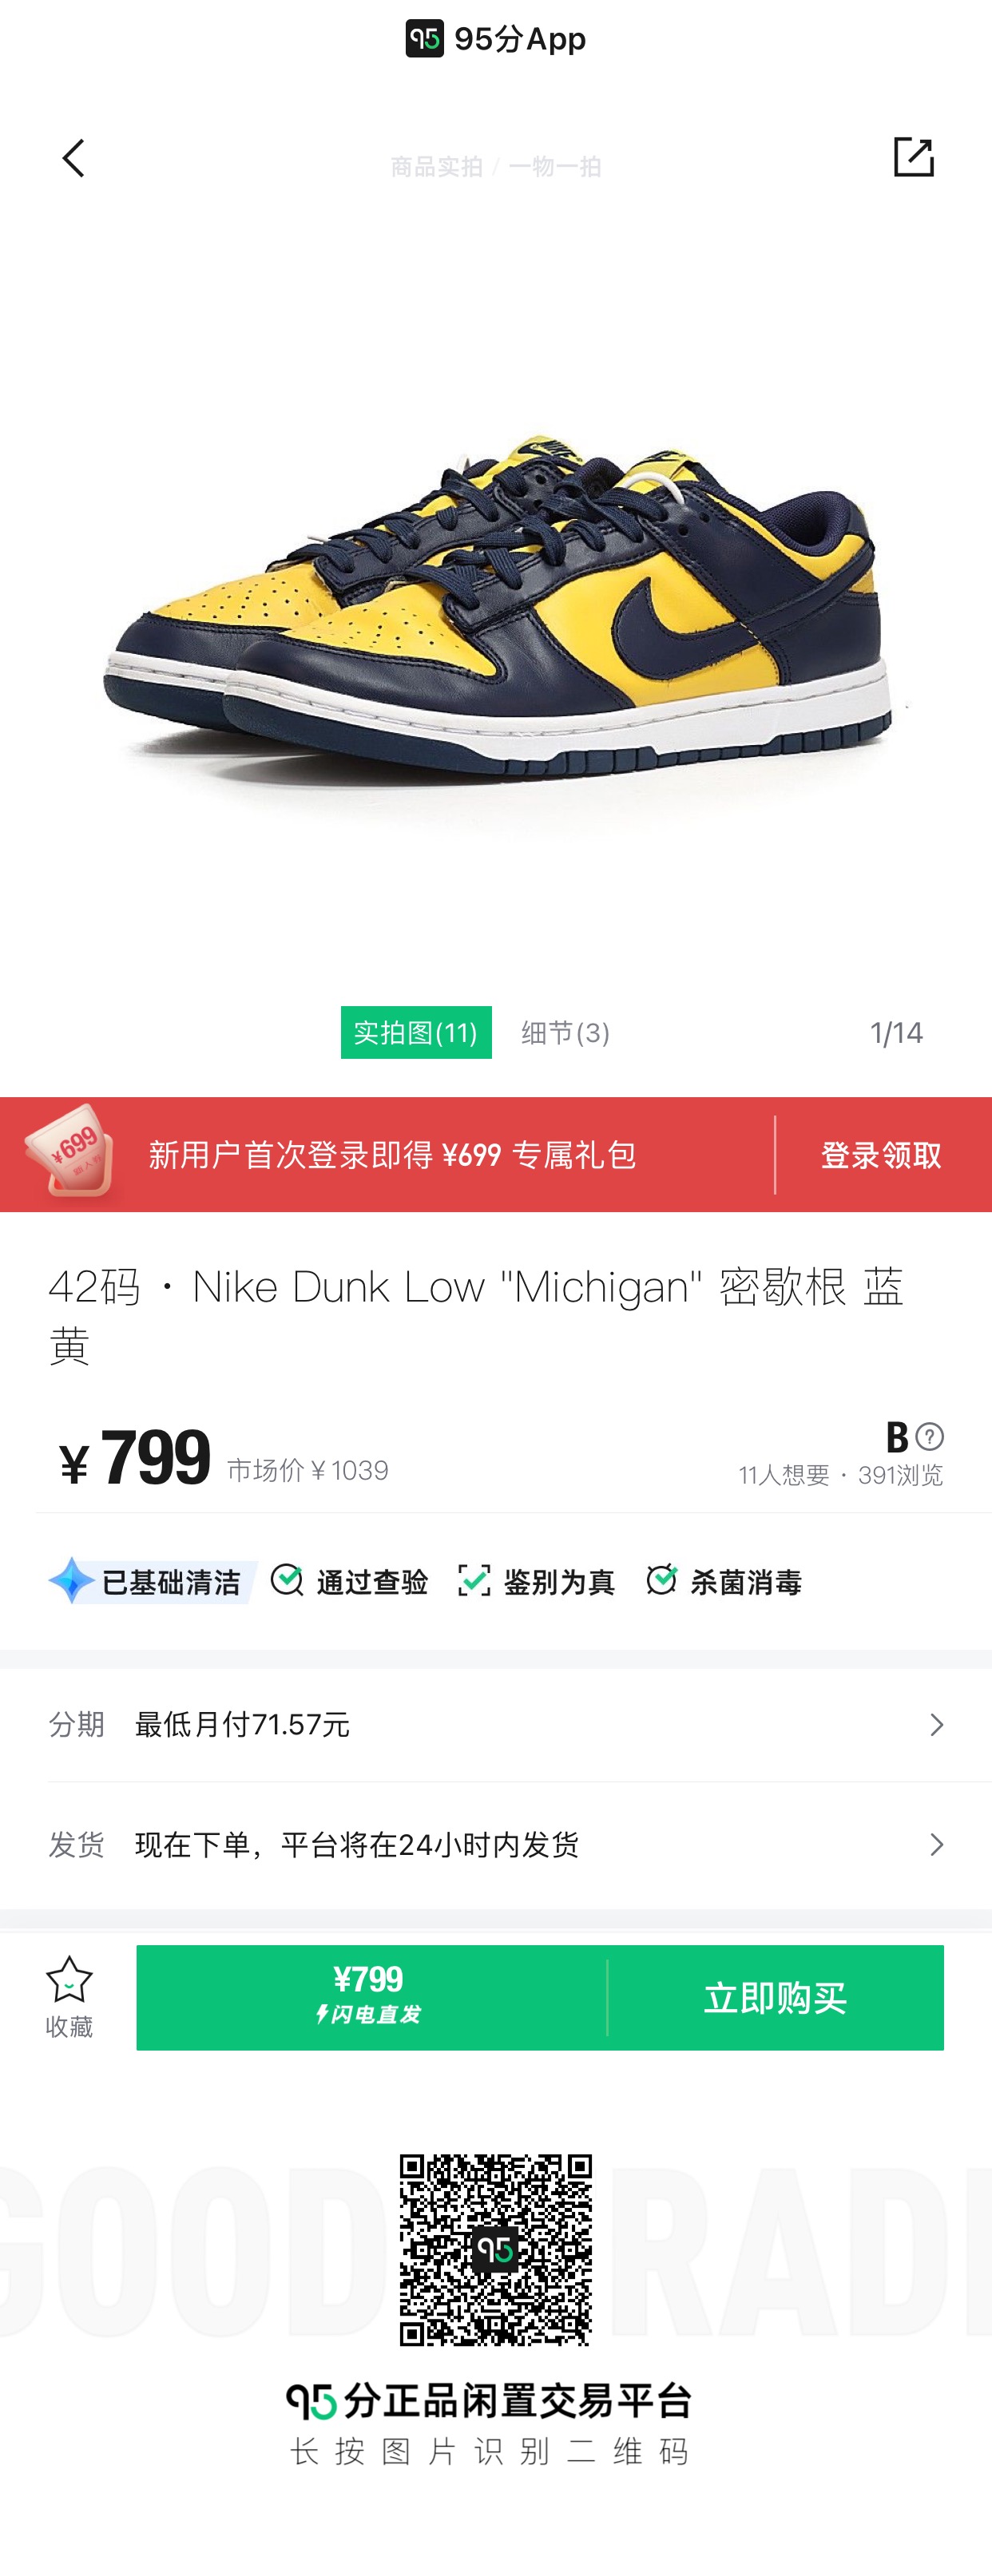 95分App
商品实拍 / 一物一拍
实拍图(11) 细节(3) 1/14
¥699
新用户首次登录即得 ¥699 专属礼包 登录领取
42码 · Nike Dunk Low "Michigan" 密歇根 蓝
黄
¥799 市场价¥1039 B
11人想要 · 391浏览
已基础清洁 通过查验 鉴别为真 杀菌消毒
分期 最低月付71.57元
发货 现在下单，平台将在24小时内发货
收藏 ¥799 立即购买
闪电直发
GOOD RAD
95
95分正品闲置交易平台
长按图片识别二维码